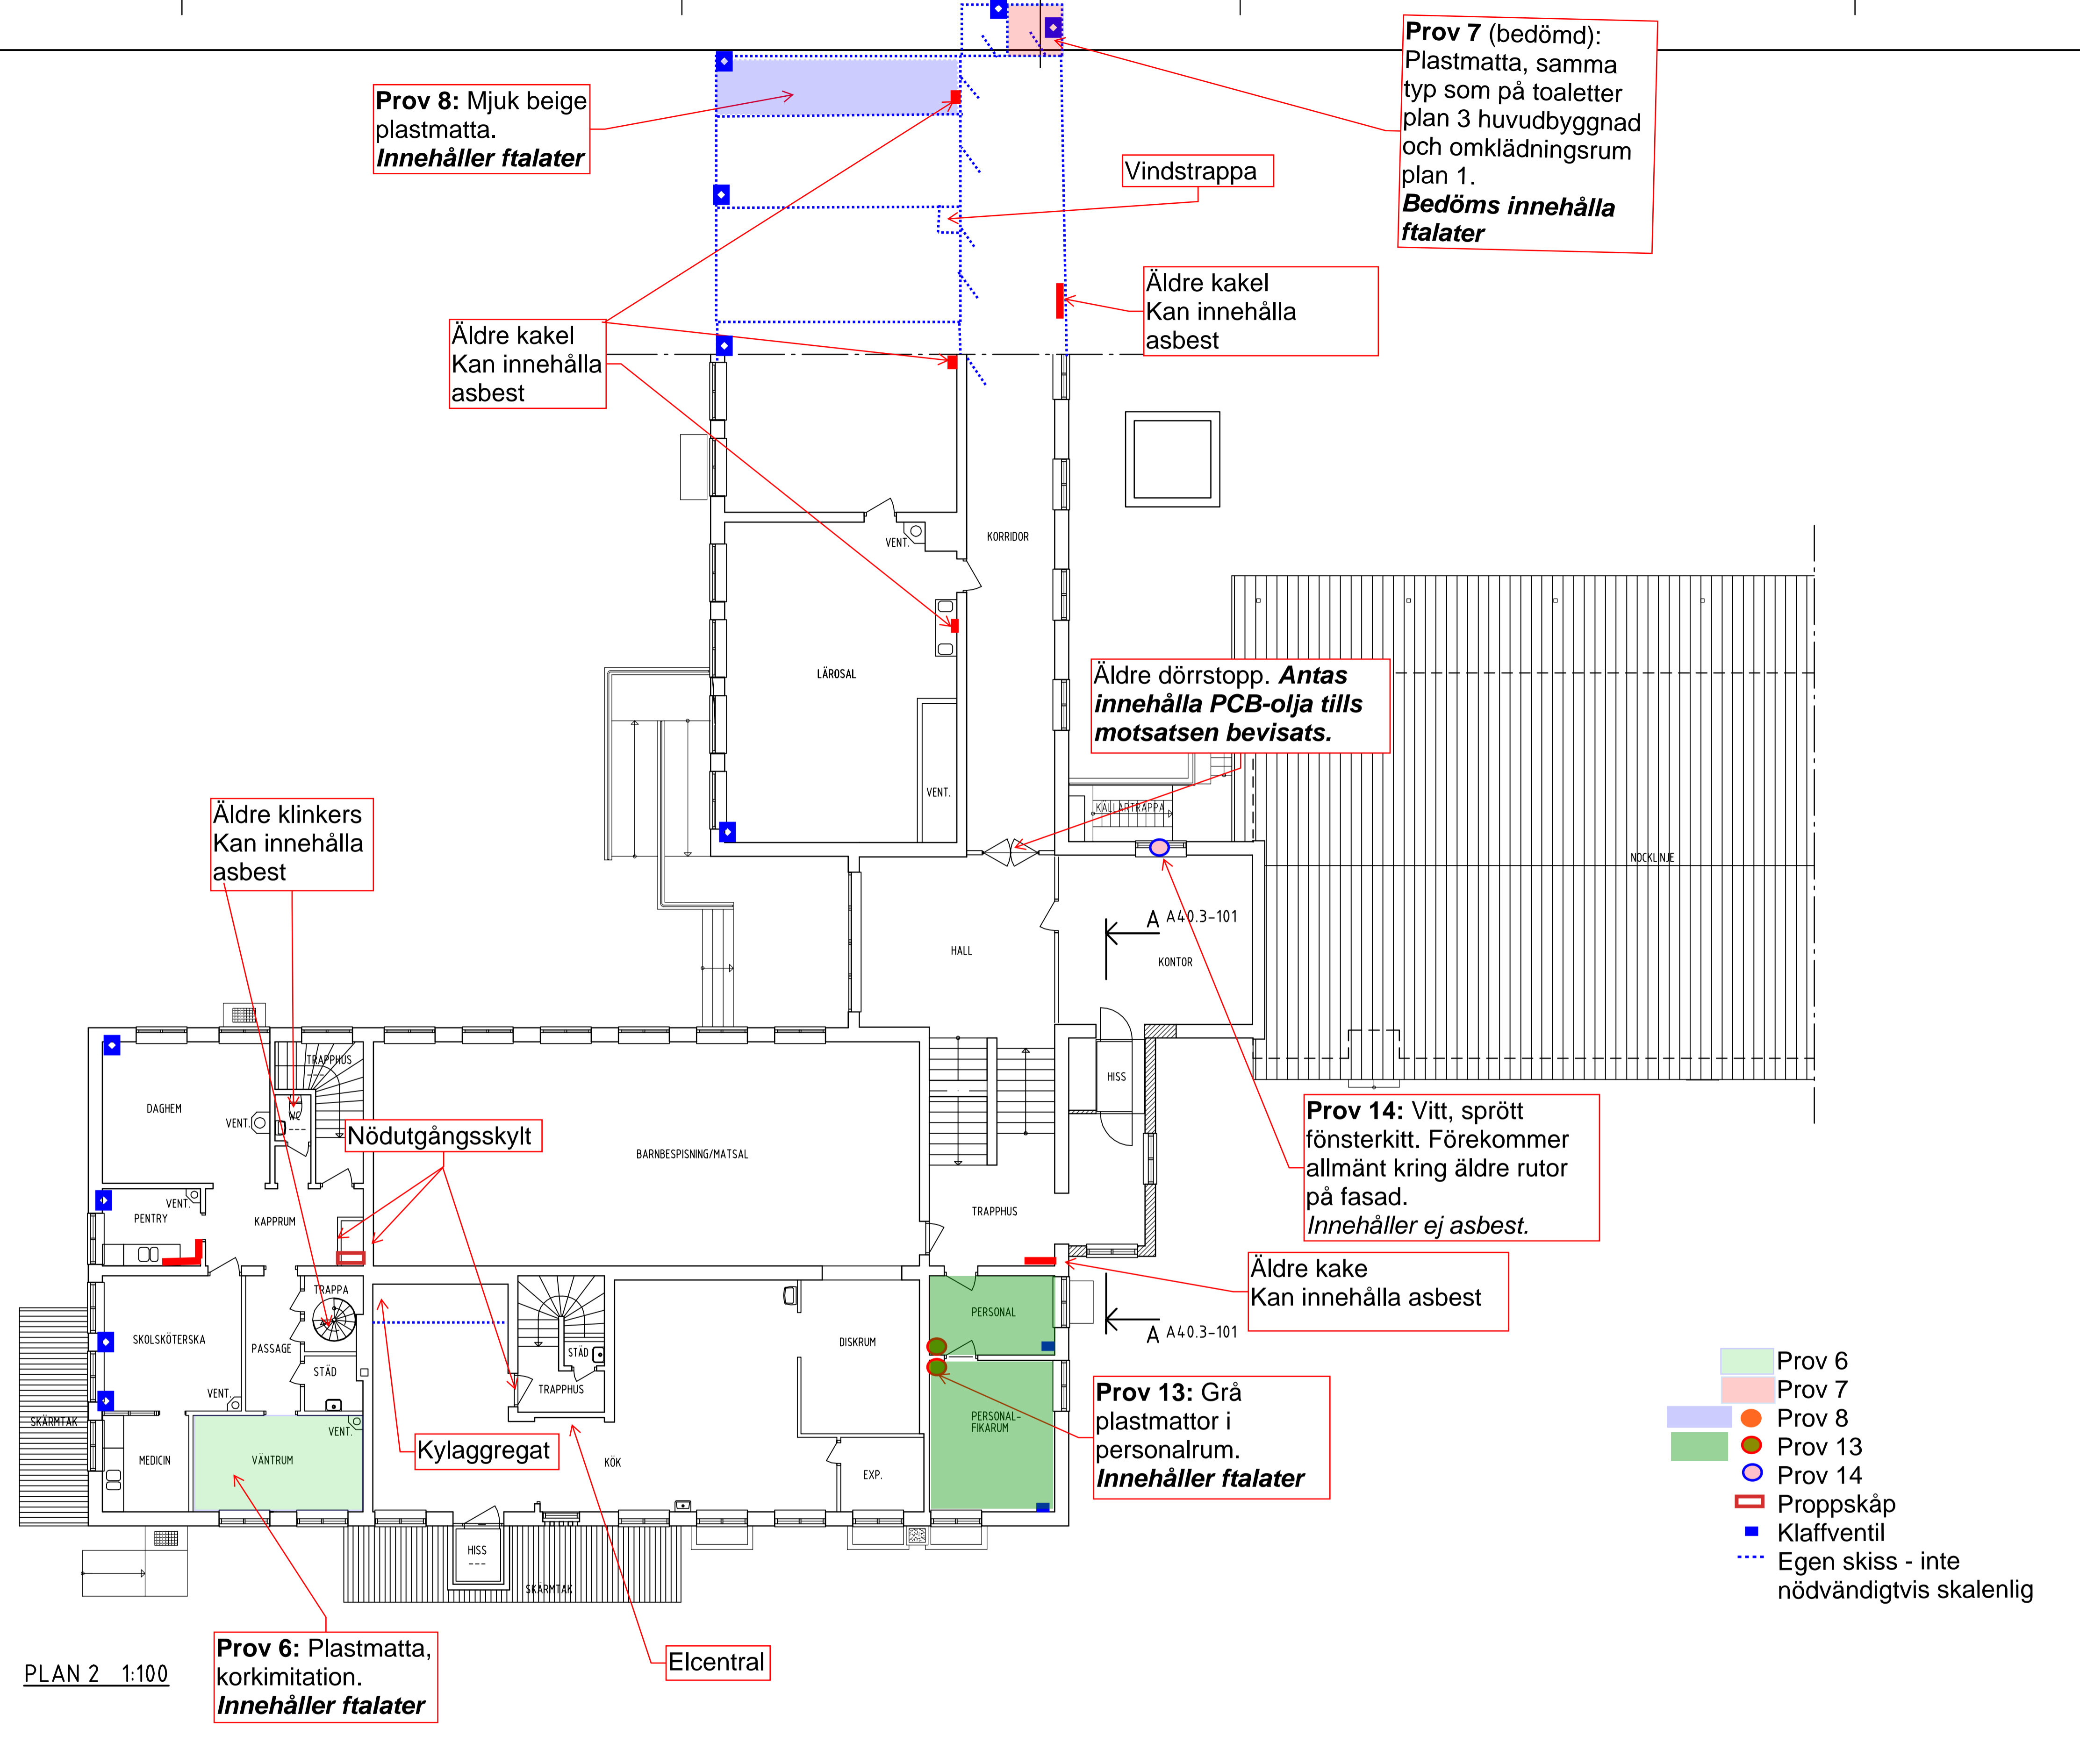 Prov 7 (bedömd):
Plastmatta, samma
typ som på toaletter
plan 3 huvudbyggnad
och omklädningsrum
plan 1.
Bedöms innehålla
ftalater
Prov 8: Mjuk beige
plastmatta.
Innehåller ftalater
Vindstrappa
Äldre kakel
Kan innehålla
asbest
Äldre kakel
Kan innehålla
asbest
VENT.
KORRIDOR
LÄROSAL
Äldre dörrstopp. Antas
innehålla PCB-olja tills
motsatsen bevisats.
VENT.
KÄLLARTRAPPA
Äldre klinkers
Kan innehålla
asbest
NOCKLINJE
A A40.3-101
HALL
KONTOR
TRAPPHUS
HISS
DAGHEM
VENT.
WC
Nödutgångsskylt
BARNBESPISNING/MATSAL
Prov 14: Vitt, sprött
fönsterkitt. Förekommer
allmänt kring äldre rutor
på fasad.
Innehåller ej asbest.
VENT.
PENTRY
KAPPRUM
TRAPPHUS
Äldre kake
Kan innehålla asbest
TRAPPA
PERSONAL
A A40.3-101
SKOLSKÖTERSKA
PASSAGE
DISKRUM
STÄD
STÄD
TRAPPHUS
VENT.
Prov 13: Grå
plastmattor i
personalrum.
Innehåller ftalater
SKÄRMTAK
VENT.
PERSONAL-
FIKARUM
Kylaggregat
MEDICIN
VÄNTRUM
KÖK
EXP.
Prov 6
Prov 7
Prov 8
Prov 13
Prov 14
Proppskåp
Klaffventil
Egen skiss - inte
nödvändigtvis skalenlig
HISS
SKÄRMTAK
Prov 6: Plastmatta,
korkimitation.
Innehåller ftalater
Elcentral
PLAN 2 1:100